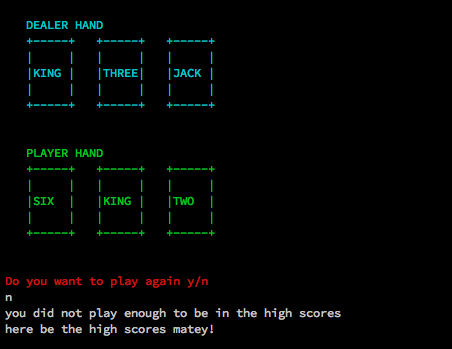 DEALER HAND
KING THREE JACK
PLAYER HAND
SIX KING TWO
Do you want to play again y/n
n
you did not play enough to be in the high scores
here be the high scores matey!